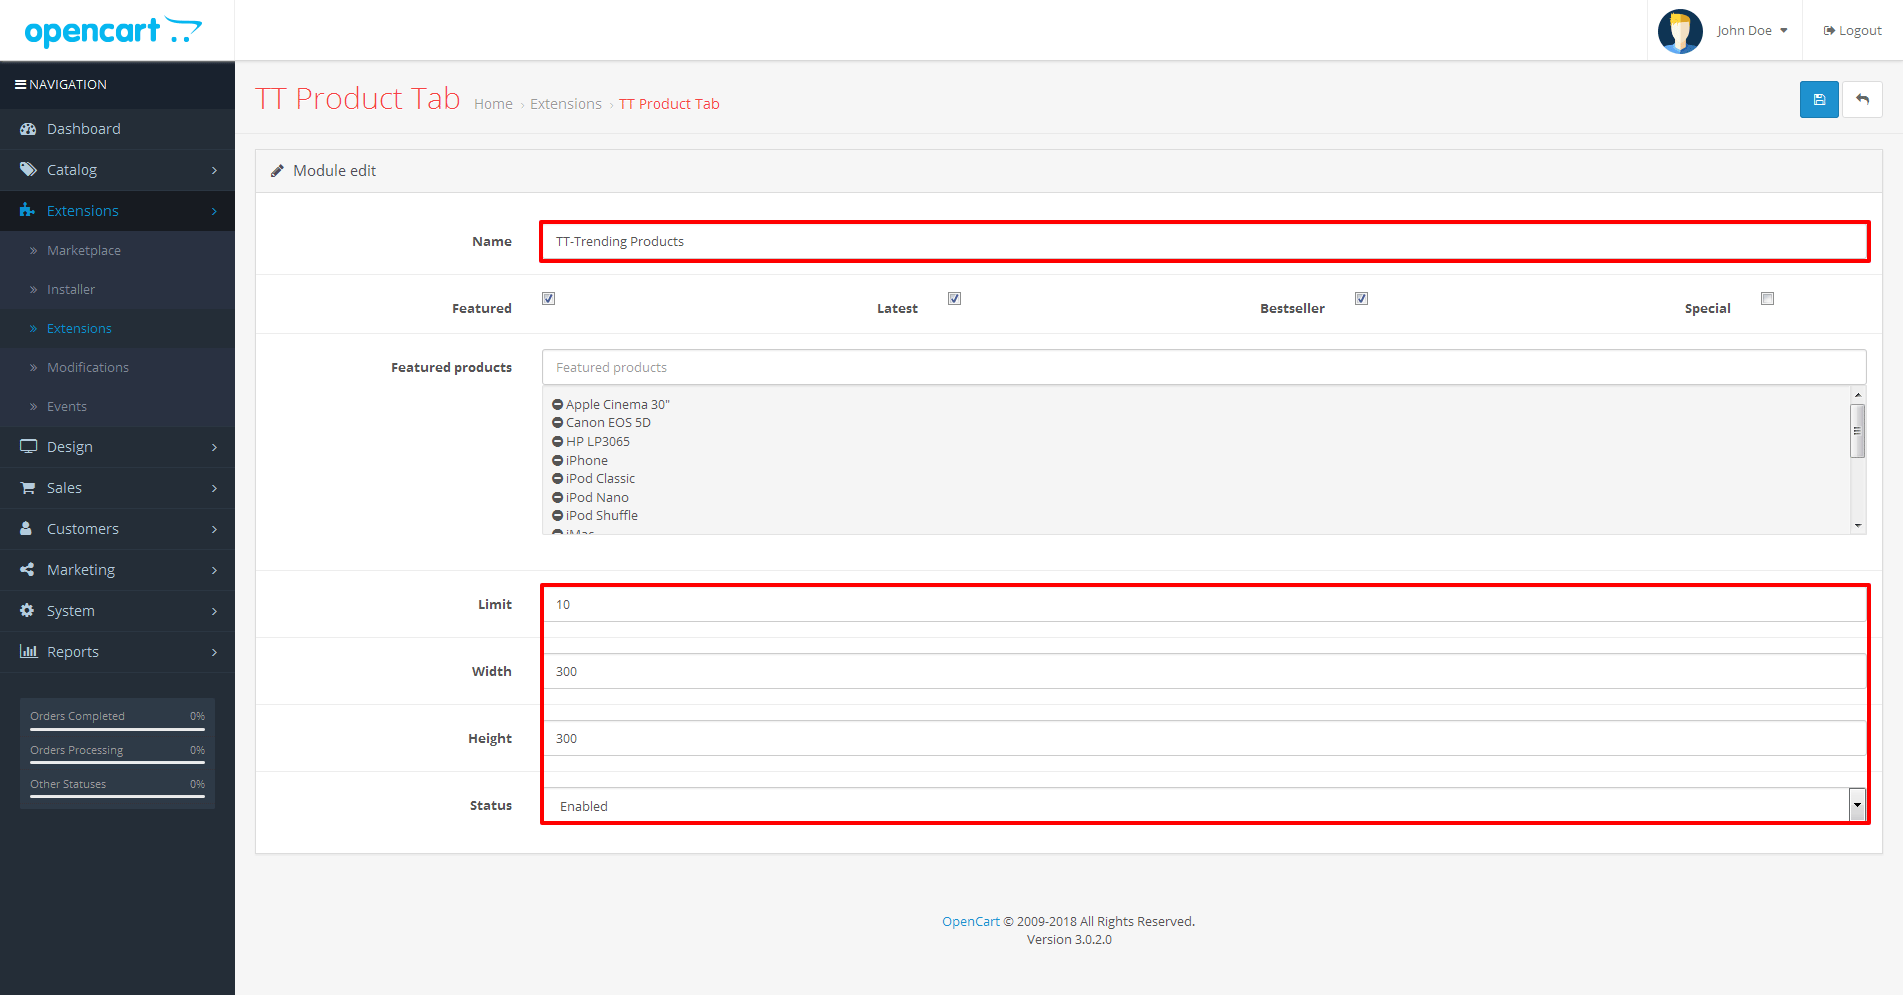 opencart
John Doe
Logout
NAVIGATION
Dashboard
Catalog
Extensions
Marketplace
Installer
Extensions
Modifications
Events
Design
Sales
Customers
Marketing
System
Reports
Orders Completed 0%
Orders Processing 0%
Other Statuses 0%
TT Product Tab
Home › Extensions › TT Product Tab
Module edit
Name TT-Trending Products
Featured Latest Bestseller Special
Featured products Featured products
Apple Cinema 30"
Canon EOS 5D
HP LP3065
iPhone
iPod Classic
iPod Nano
iPod Shuffle
iMac
Limit 10
Width 300
Height 300
Status Enabled
OpenCart © 2009-2018 All Rights Reserved.
Version 3.0.2.0